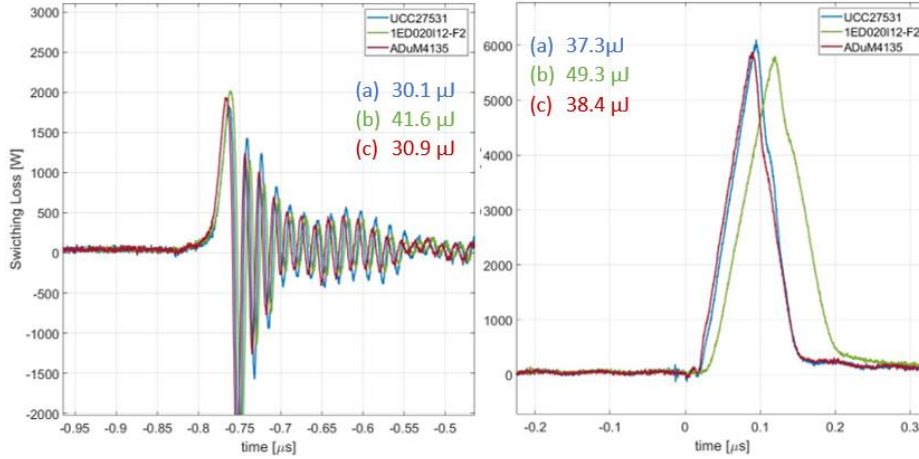 3000
2500
2000
1500
1000
500
0
-500
-1000
-1500
-2000
Swicthing Loss [W]
UCC27531
1ED020I12-F2
ADuM4135
(a) 30.1 µJ
(b) 41.6 µJ
(c) 30.9 µJ
-0.95 -0.9 -0.85 -0.8 -0.75 -0.7 -0.65 -0.6 -0.55 -0.5
time [µs]
6000
5000
4000
3000
2000
1000
0
UCC27531
1ED020I12-F2
ADuM4135
(a) 37.3µJ
(b) 49.3 µJ
(c) 38.4 µJ
-0.2 -0.1 0 0.1 0.2 0.3
time [µs]